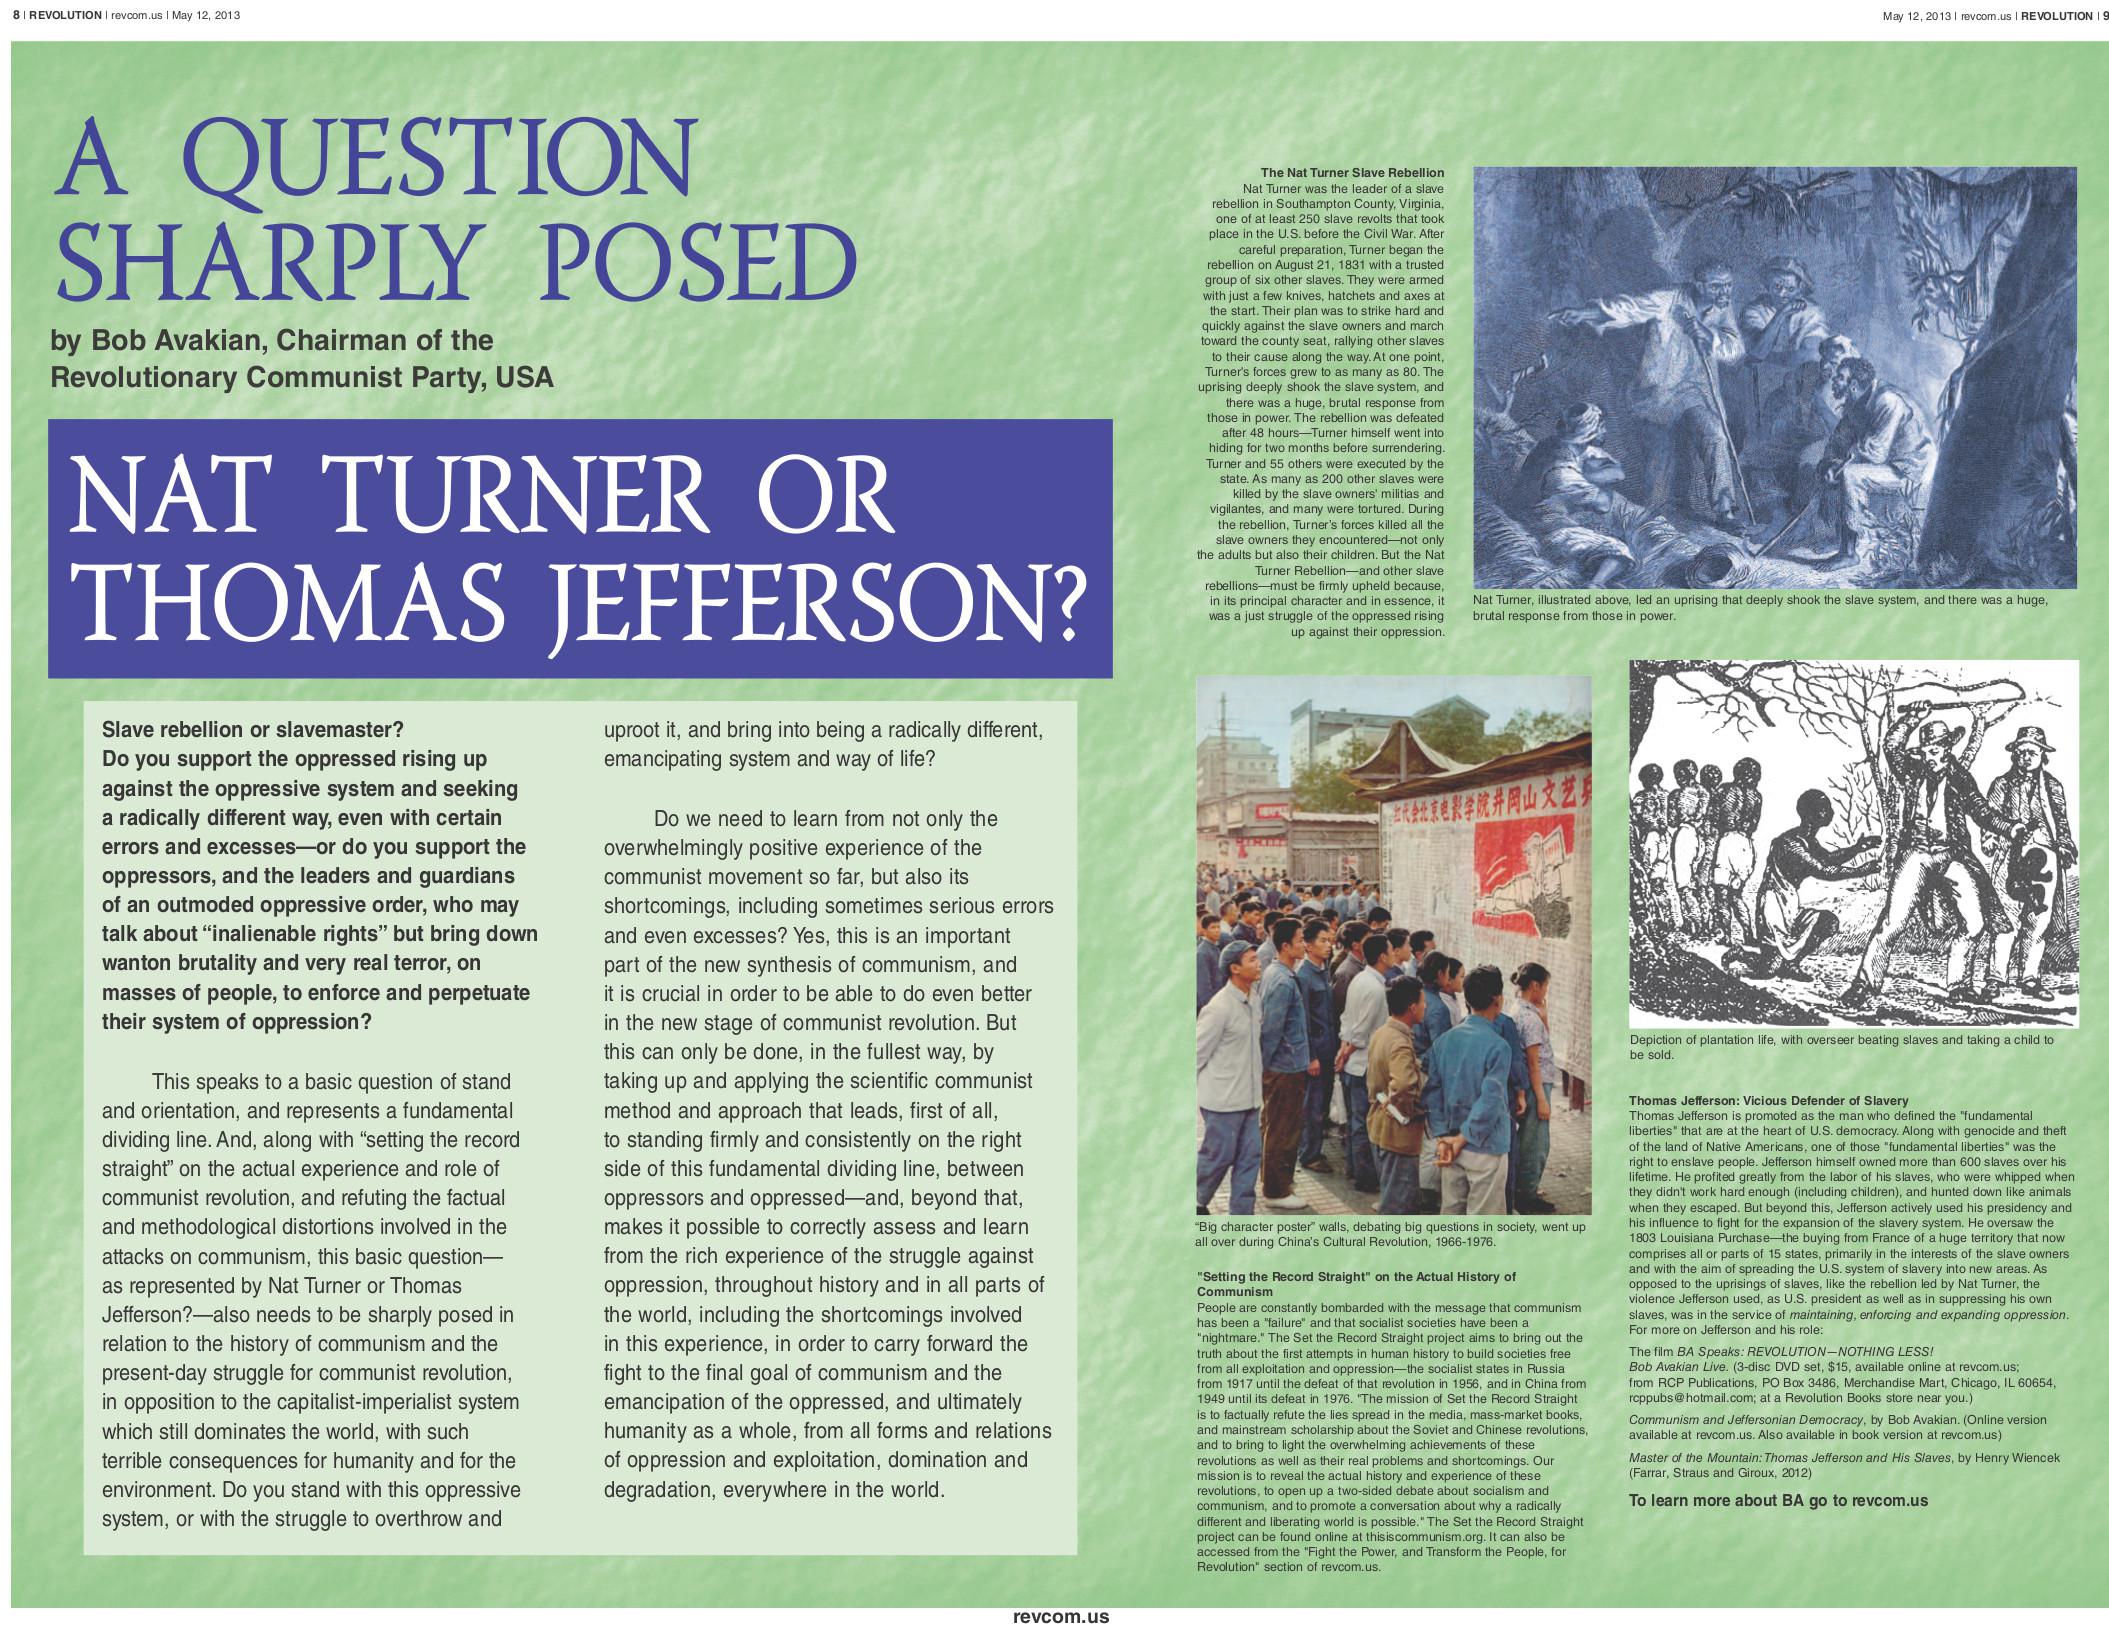 8 | REVOLUTION | revcom.us | May 12, 2013
May 12, 2013 | revcom.us | REVOLUTION | 9
A QUESTION
SHARPLY POSED
by Bob Avakian, Chairman of the
Revolutionary Communist Party, USA
NAT TURNER OR
THOMAS JEFFERSON?
Slave rebellion or slavemaster?
Do you support the oppressed rising up
against the oppressive system and seeking
a radically different way, even with certain
errors and excesses—or do you support the
oppressors, and the leaders and guardians
of an outmoded oppressive order, who may
talk about “inalienable rights” but bring down
wanton brutality and very real terror, on
masses of people, to enforce and perpetuate
their system of oppression?
This speaks to a basic question of stand
and orientation, and represents a fundamental
dividing line. And, along with “setting the record
straight” on the actual experience and role of
communist revolution, and refuting the factual
and methodological distortions involved in the
attacks on communism, this basic question—
as represented by Nat Turner or Thomas
Jefferson?—also needs to be sharply posed in
relation to the history of communism and the
present-day struggle for communist revolution,
in opposition to the capitalist-imperialist system
which still dominates the world, with such
terrible consequences for humanity and for the
environment. Do you stand with this oppressive
system, or with the struggle to overthrow and
uproot it, and bring into being a radically different,
emancipating system and way of life?
Do we need to learn from not only the
overwhelmingly positive experience of the
communist movement so far, but also its
shortcomings, including sometimes serious errors
and even excesses? Yes, this is an important
part of the new synthesis of communism, and
it is crucial in order to be able to do even better
in the new stage of communist revolution. But
this can only be done, in the fullest way, by
taking up and applying the scientific communist
method and approach that leads, first of all,
to standing firmly and consistently on the right
side of this fundamental dividing line, between
oppressors and oppressed—and, beyond that,
makes it possible to correctly assess and learn
from the rich experience of the struggle against
oppression, throughout history and in all parts of
the world, including the shortcomings involved
in this experience, in order to carry forward the
fight to the final goal of communism and the
emancipation of the oppressed, and ultimately
humanity as a whole, from all forms and relations
of oppression and exploitation, domination and
degradation, everywhere in the world.
The Nat Turner Slave Rebellion
Nat Turner was the leader of a slave
rebellion in Southampton County, Virginia,
one of at least 250 slave revolts that took
place in the U.S. before the Civil War. After
careful preparation, Turner began the
rebellion on August 21, 1831 with a trusted
group of six other slaves. They were armed
with just a few knives, hatchets and axes at
the start. Their plan was to strike hard and
quickly against the slave owners and march
toward the county seat, rallying other slaves
to their cause along the way. At one point,
Turner's forces grew to as many as 80. The
uprising deeply shook the slave system, and
there was a huge, brutal response from
those in power. The rebellion was defeated
after 48 hours—Turner himself went into
hiding for two months before surrendering.
Turner and 55 others were executed by the
state. As many as 200 other slaves were
killed by the slave owners' militias and
vigilantes, and many were tortured. During
the rebellion, Turner's forces killed all the
slave owners they encountered—not only
the adults but also their children. But the Nat
Turner Rebellion—and other slave
rebellions—must be firmly upheld because,
in its principal character and in essence, it
was a just struggle of the oppressed rising
up against their oppression.
Nat Turner, illustrated above, led an uprising that deeply shook the slave system, and there was a huge,
brutal response from those in power.
红代会北京电影学院井冈山文艺兵
“Big character poster” walls, debating big questions in society, went up
all over during China's Cultural Revolution, 1966-1976.
"Setting the Record Straight" on the Actual History of
Communism
People are constantly bombarded with the message that communism
has been a "failure" and that socialist societies have been a
"nightmare." The Set the Record Straight project aims to bring out the
truth about the first attempts in human history to build societies free
from all exploitation and oppression—the socialist states in Russia
from 1917 until the defeat of that revolution in 1956, and in China from
1949 until its defeat in 1976. "The mission of Set the Record Straight
is to factually refute the lies spread in the media, mass-market books,
and mainstream scholarship about the Soviet and Chinese revolutions,
and to bring to light the overwhelming achievements of these
revolutions as well as their real problems and shortcomings. Our
mission is to reveal the actual history and experience of these
revolutions, to open up a two-sided debate about socialism and
communism, and to promote a conversation about why a radically
different and liberating world is possible." The Set the Record Straight
project can be found online at thisiscommunism.org. It can also be
accessed from the "Fight the Power, and Transform the People, for
Revolution" section of revcom.us.
Depiction of plantation life, with overseer beating slaves and taking a child to
be sold.
Thomas Jefferson: Vicious Defender of Slavery
Thomas Jefferson is promoted as the man who defined the "fundamental
liberties" that are at the heart of U.S. democracy. Along with genocide and theft
of the land of Native Americans, one of those "fundamental liberties" was the
right to enslave people. Jefferson himself owned more than 600 slaves over his
lifetime. He profited greatly from the labor of his slaves, who were whipped when
they didn't work hard enough (including children), and hunted down like animals
when they escaped. But beyond this, Jefferson actively used his presidency and
his influence to fight for the expansion of the slavery system. He oversaw the
1803 Louisiana Purchase—the buying from France of a huge territory that now
comprises all or parts of 15 states, primarily in the interests of the slave owners
and with the aim of spreading the U.S. system of slavery into new areas. As
opposed to the uprisings of slaves, like the rebellion led by Nat Turner, the
violence Jefferson used, as U.S. president as well as in suppressing his own
slaves, was in the service of maintaining, enforcing and expanding oppression.
For more on Jefferson and his role:
The film BA Speaks: REVOLUTION—NOTHING LESS!
Bob Avakian Live. (3-disc DVD set, $15, available online at revcom.us;
from RCP Publications, PO Box 3486, Merchandise Mart, Chicago, IL 60654,
rcppubs@hotmail.com; at a Revolution Books store near you.)
Communism and Jeffersonian Democracy, by Bob Avakian. (Online version
available at revcom.us. Also available in book version at revcom.us)
Master of the Mountain: Thomas Jefferson and His Slaves, by Henry Wiencek
(Farrar, Straus and Giroux, 2012)
To learn more about BA go to revcom.us
revcom.us